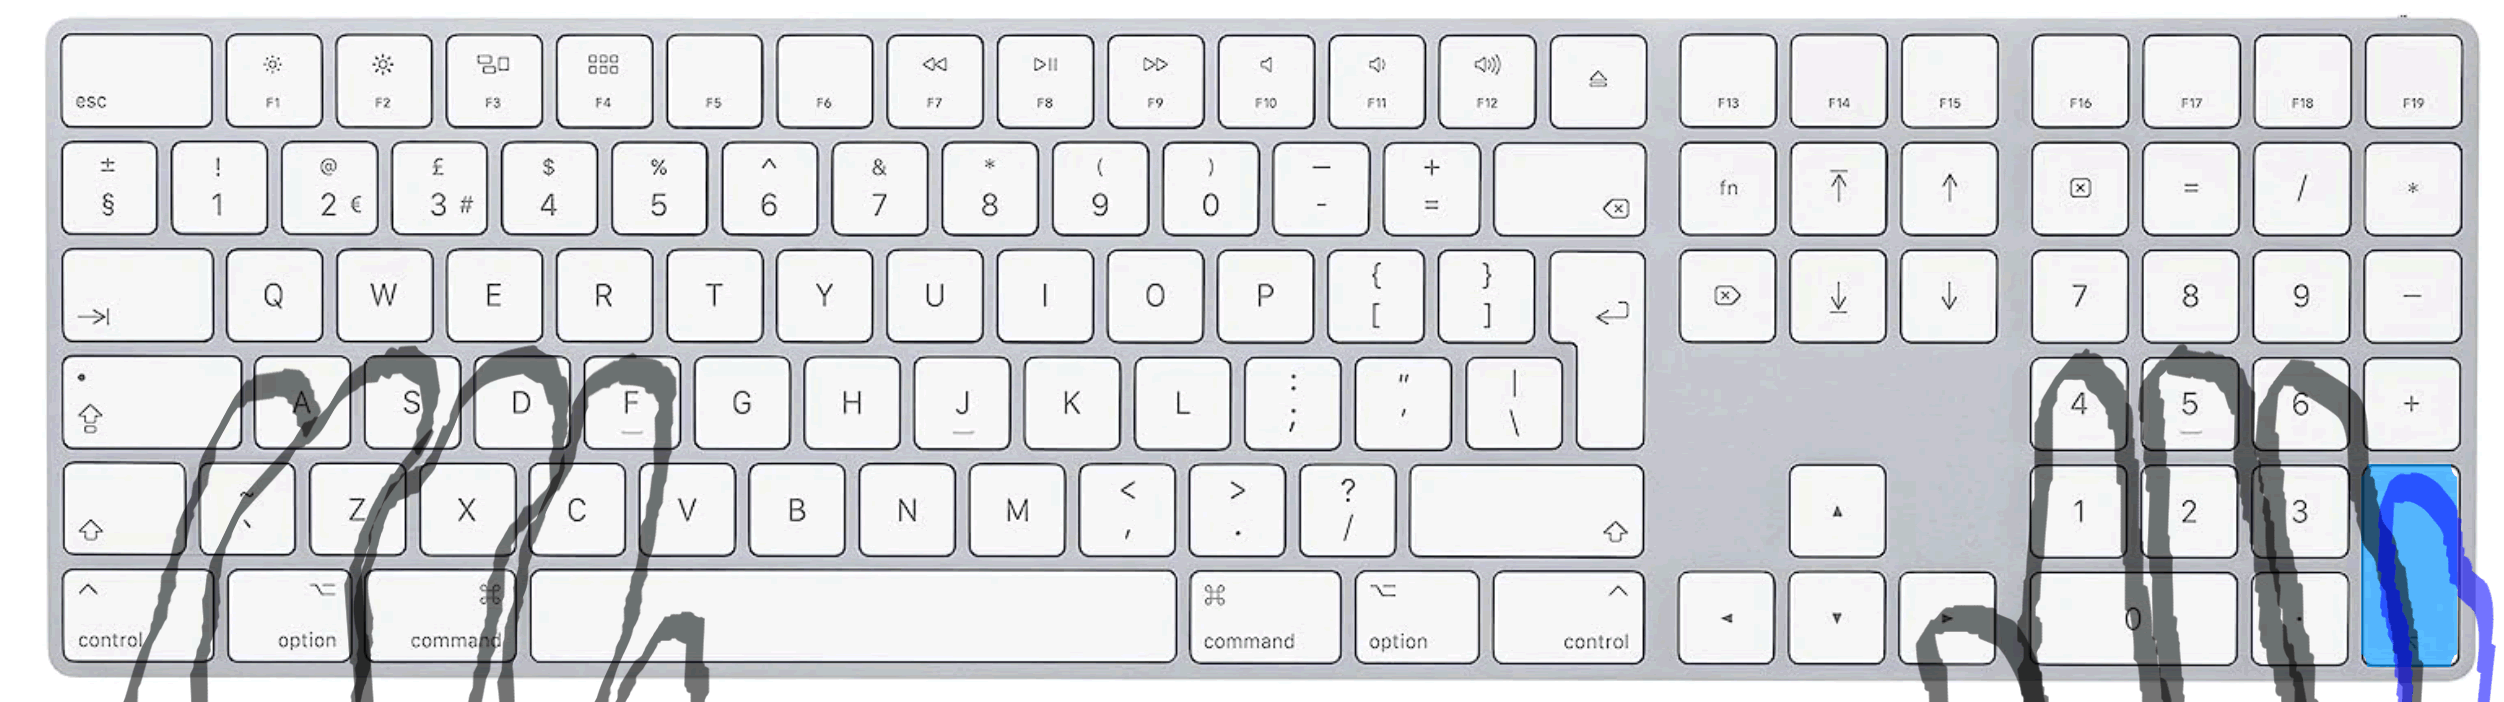 esc F1 F2 F3 F4 F5 F6 F7 F8 F9 F10 F11 F12 F13 F14 F15 F16 F17 F18 F19
± ! @ £ $ % ^ & * ( ) — +
§ 1 2 € 3 # 4 5 6 7 8 9 0 - = fn = / *
Q W E R T Y U I O P { [ } ] 7 8 9 −
A S D F G H J K L : ; " ' | \ 4 5 6 +
~ ` Z X C V B N M < , > . ? / 1 2 3
control option command command option control 0 .